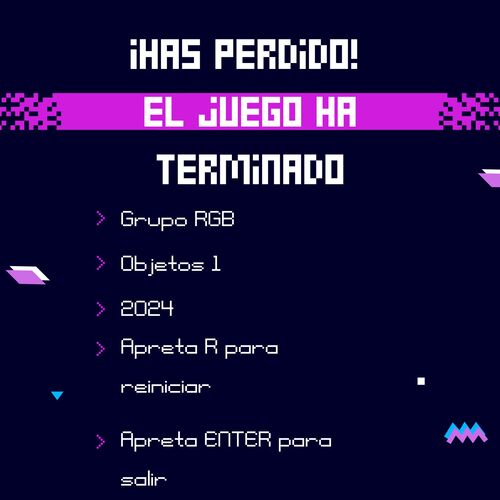 ¡HAS PERDIDO!
EL JUEGO HA
TERMINADO
Grupo RGB
Objetos 1
2024
Apreta R para
reiniciar
Apreta ENTER para
salir